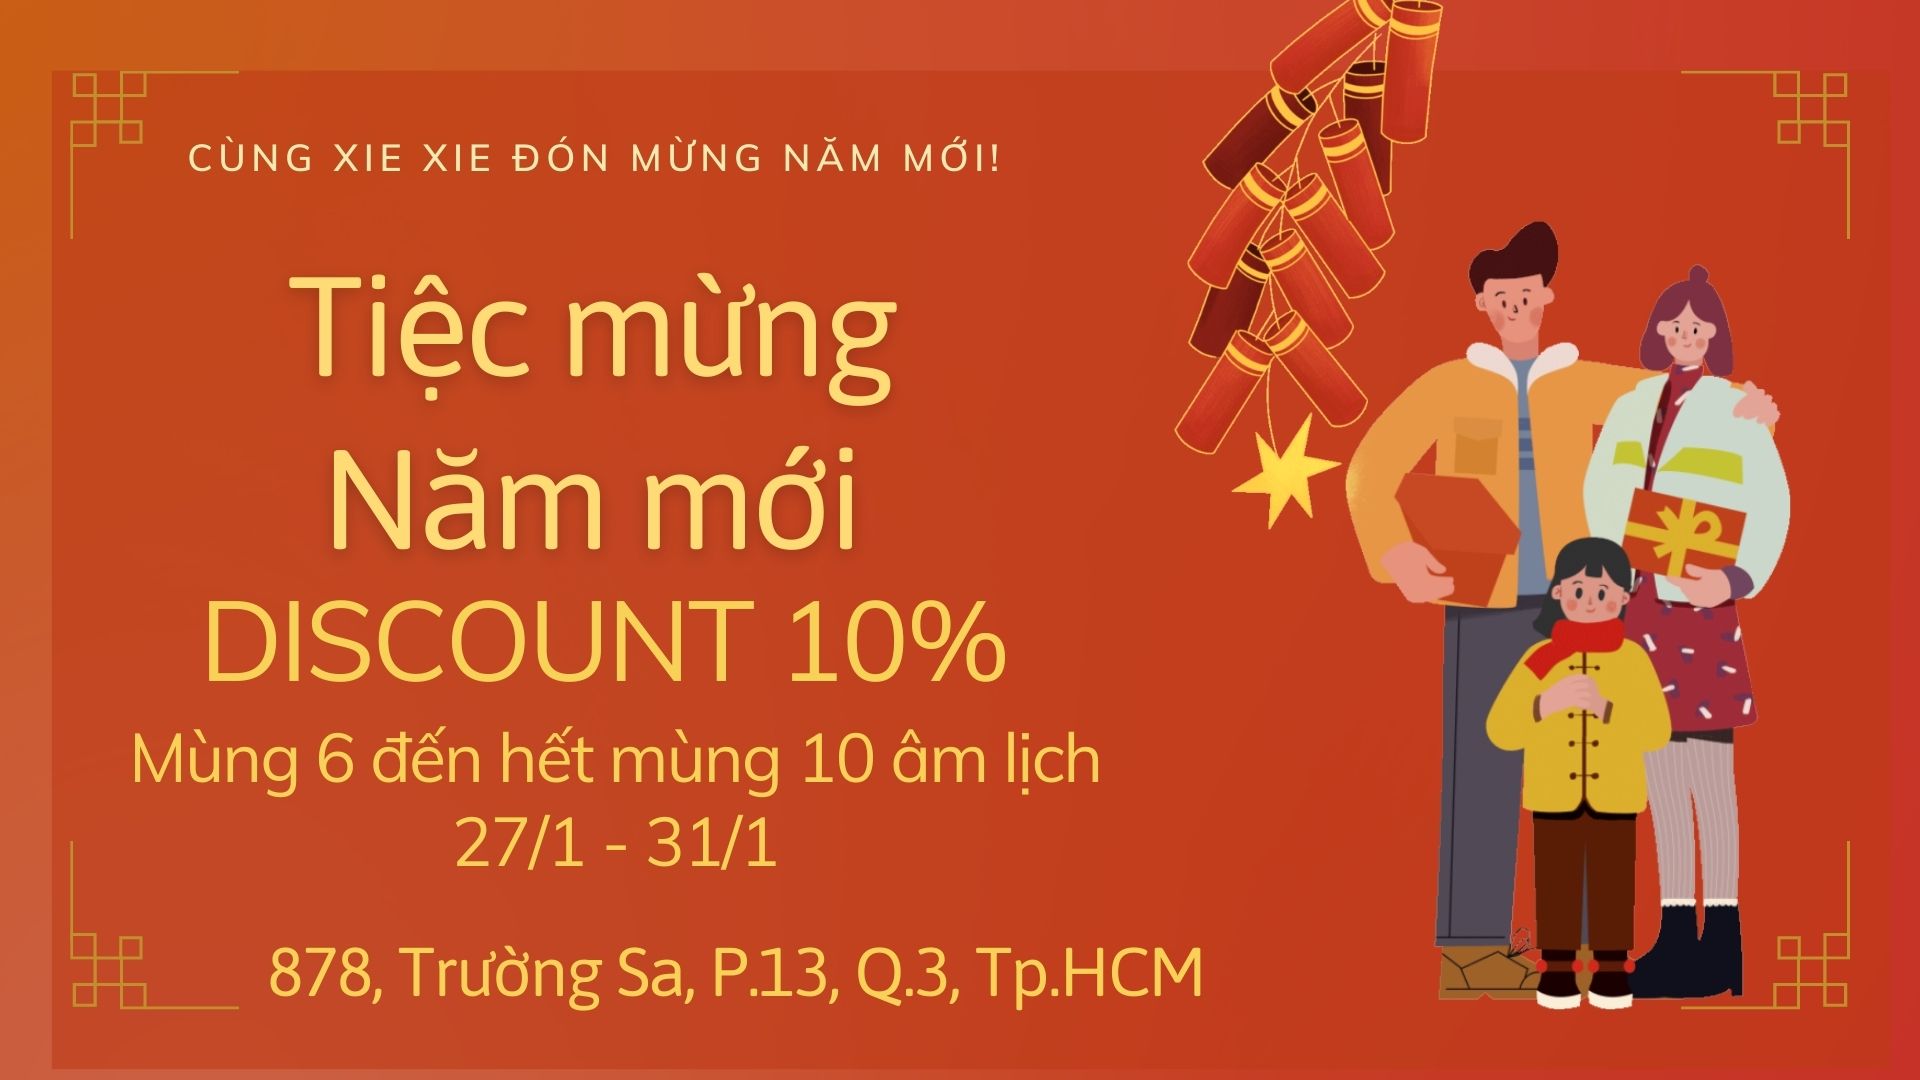 CÙNG XIE XIE ĐÓN MỪNG NĂM MỚI!
Tiệc mừng
Năm mới
DISCOUNT 10%
Mùng 6 đến hết mùng 10 âm lịch
27/1 - 31/1
878, Trường Sa, P.13, Q.3, Tp.HCM